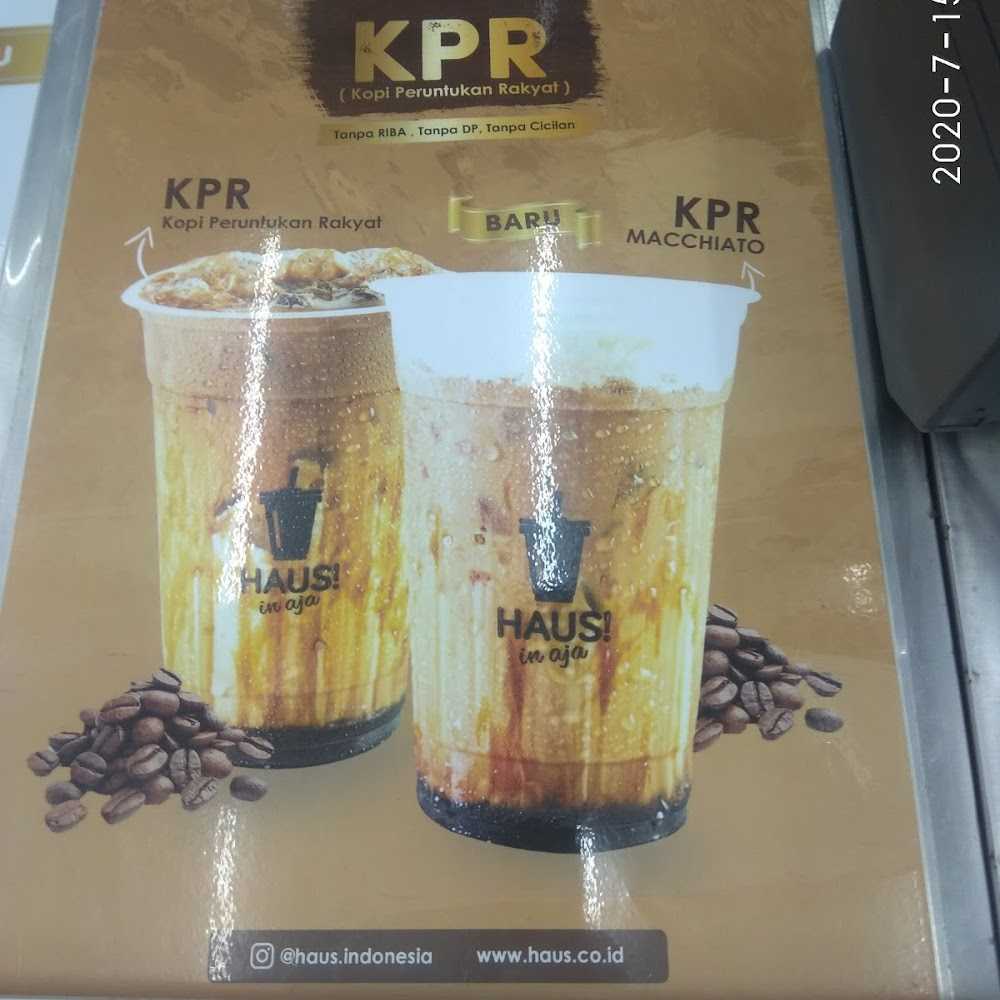 KPR
( Kopi Peruntukan Rakyat )
Tanpa RIBA , Tanpa DP, Tanpa Cicilan
KPR
Kopi Peruntukan Rakyat
BARU
KPR
MACCHIATO
HAUS!
in aja
HAUS!
in aja
@haus.indonesia
www.haus.co.id